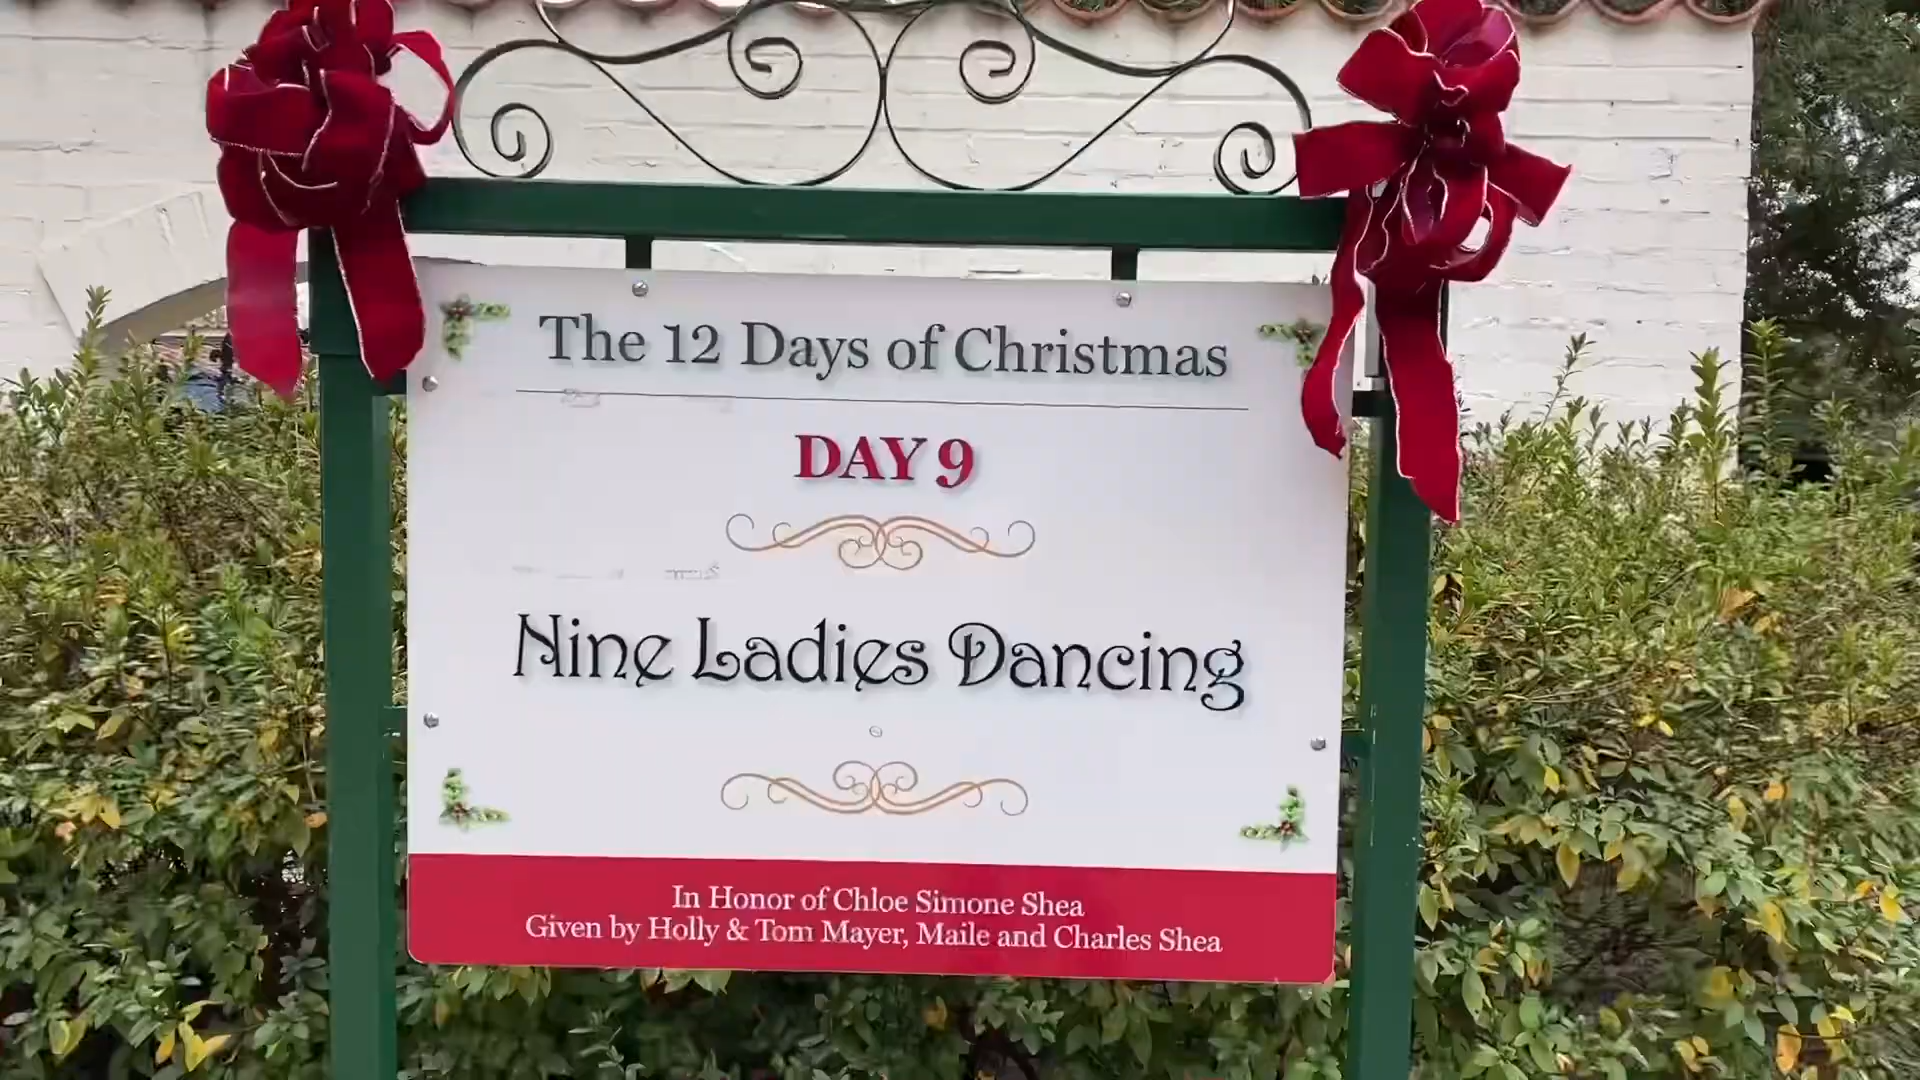 The 12 Days of Christmas
DAY 9
Nine Ladies Dancing
In Honor of Chloe Simone Shea
Given by Holly & Tom Mayer, Maile and Charles Shea